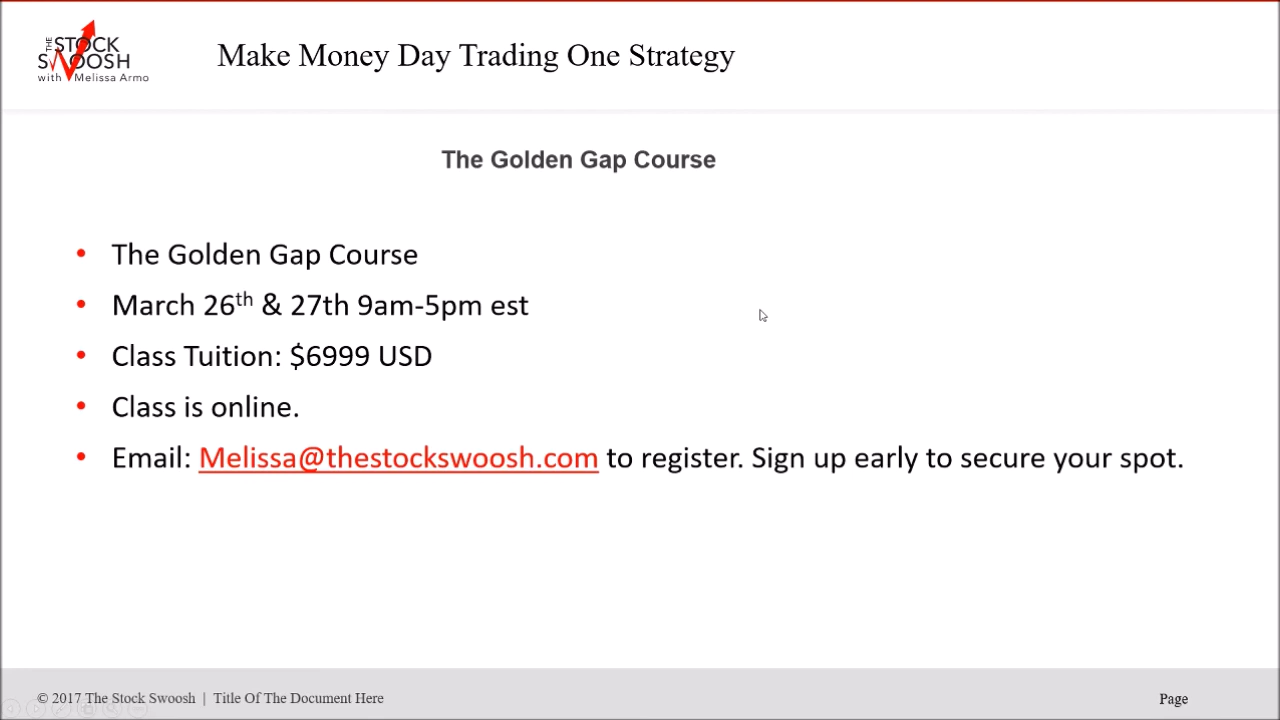 THE STOCK
SWOOSH
with Melissa Armo
Make Money Day Trading One Strategy
The Golden Gap Course
• The Golden Gap Course
• March 26th & 27th 9am-5pm est
• Class Tuition: $6999 USD
• Class is online.
• Email: Melissa@thestockswoosh.com to register. Sign up early to secure your spot.
© 2017 The Stock Swoosh | Title Of The Document Here
Page